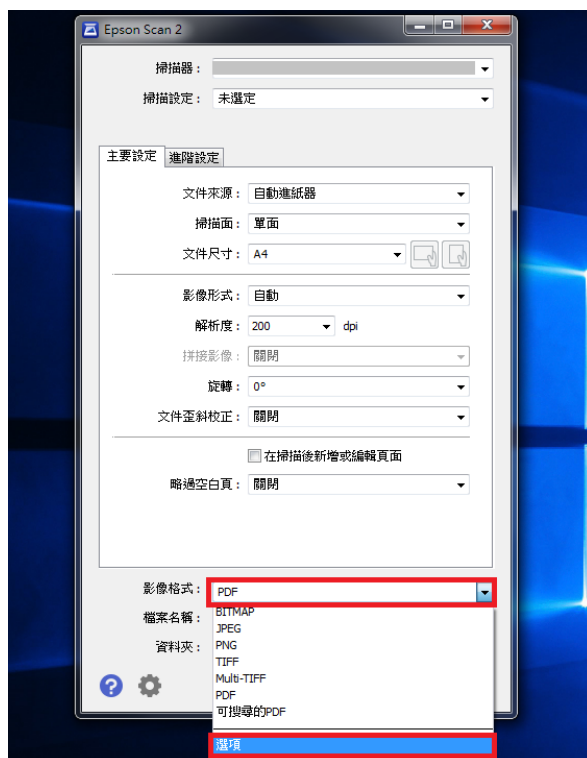 Epson Scan 2
掃描器：
掃描設定： 未選定
主要設定 進階設定
文件來源： 自動進紙器
掃描面： 單面
文件尺寸： A4
影像形式： 自動
解析度： 200 dpi
拼接影像： 關閉
旋轉： 0°
文件歪斜校正： 關閉
在掃描後新增或編輯頁面
略過空白頁： 關閉
影像格式： PDF
檔案名稱： BITMAP
JPEG
資料夾： PNG
TIFF
Multi-TIFF
PDF
可搜尋的PDF
選項